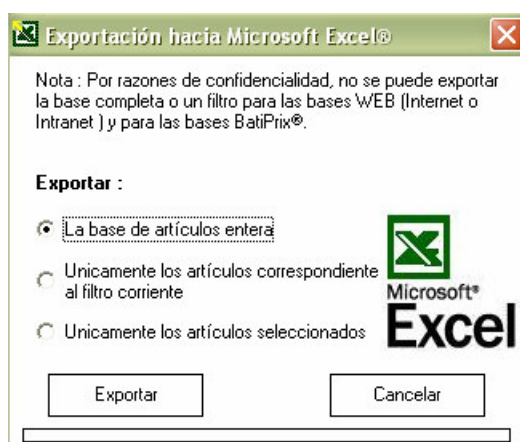 Exportación hacia Microsoft Excel®
Nota : Por razones de confidencialidad, no se puede exportar
la base completa o un filtro para las bases WEB (Internet o
Intranet ) y para las bases BatiPrix®.
Exportar :
La base de artículos entera
Unicamente los artículos correspondiente
al filtro corriente
Unicamente los artículos seleccionados
Microsoft®
Excel
Exportar
Cancelar